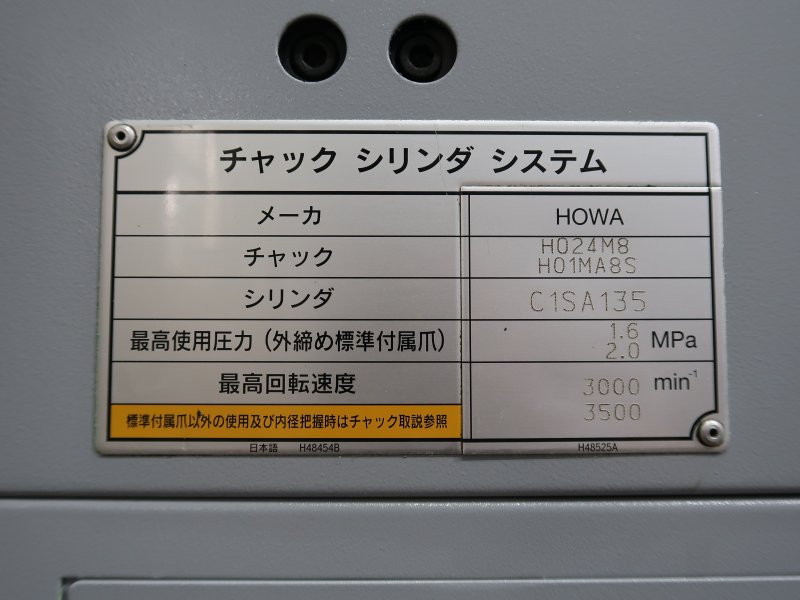 チャック シリンダ システム
メーカ HOWA
チャック H024M8
H01MA8S
シリンダ C1SA135
最高使用圧力 (外締め標準付属爪) 1.6
2.0 MPa
最高回転速度 3000 min⁻¹
3500
標準付属爪以外の使用及び内径把握時はチャック取説参照
日本語 H48454B H48525A